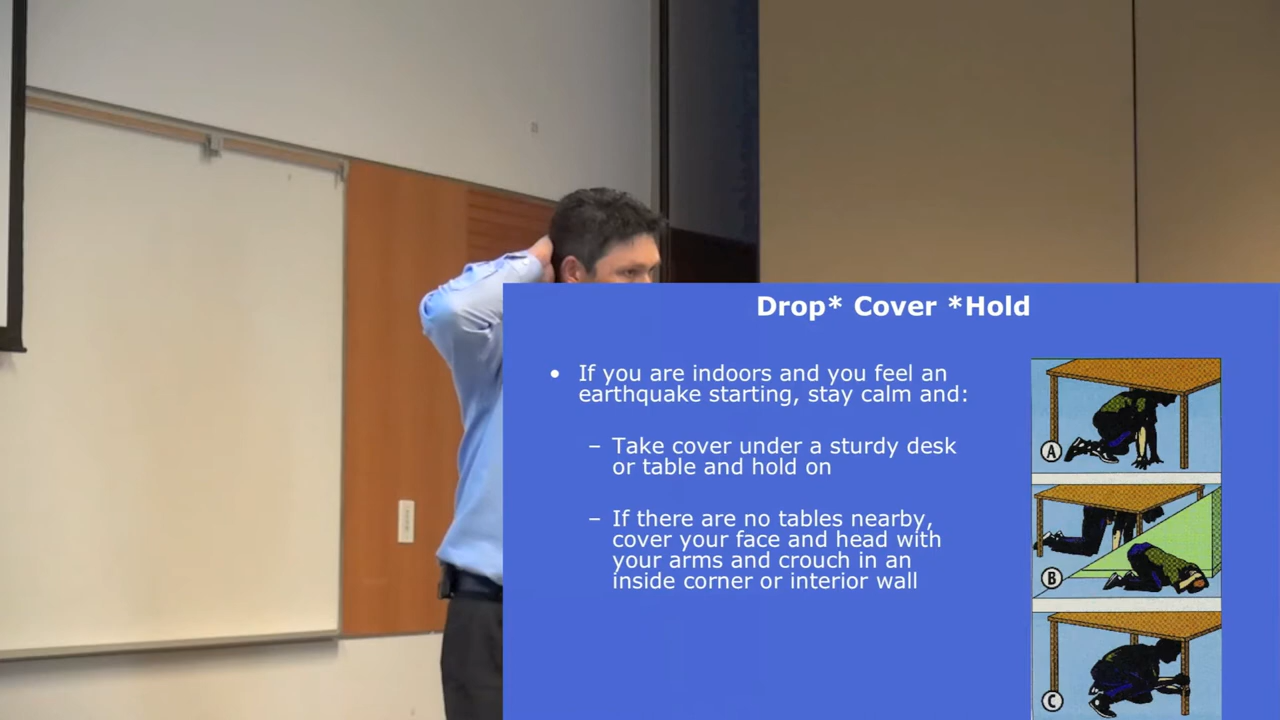 Drop* Cover *Hold
• If you are indoors and you feel an
earthquake starting, stay calm and:
– Take cover under a sturdy desk
or table and hold on
– If there are no tables nearby,
cover your face and head with
your arms and crouch in an
inside corner or interior wall
A
B
C